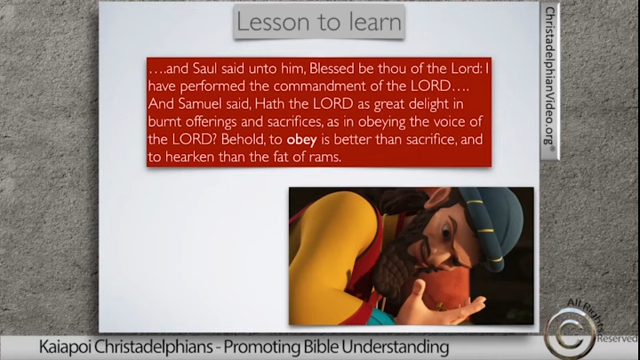 Lesson to learn
….and Saul said unto him, Blessed be thou of the Lord: I
have performed the commandment of the LORD….
And Samuel said, Hath the LORD as great delight in
burnt offerings and sacrifices, as in obeying the voice of
the LORD? Behold, to obey is better than sacrifice, and
to hearken than the fat of rams.
ChristadelphianVideo.org®
All Rights
Reserved
Kaiapoi Christadelphians - Promoting Bible Understanding